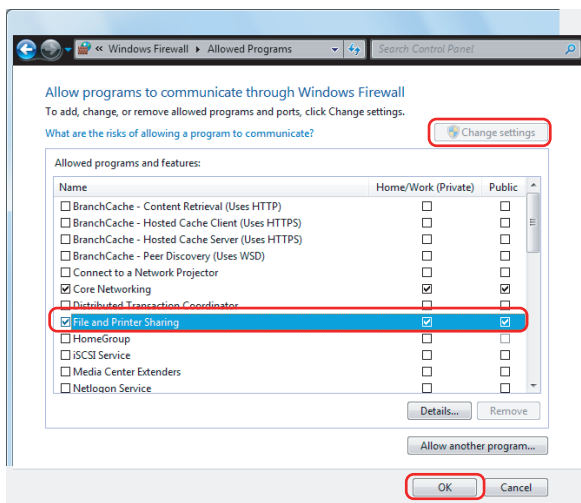 « Windows Firewall ▸ Allowed Programs Search Control Panel
Allow programs to communicate through Windows Firewall
To add, change, or remove allowed programs and ports, click Change settings.
What are the risks of allowing a program to communicate? Change settings
Allowed programs and features:
Name Home/Work (Private) Public
BranchCache - Content Retrieval (Uses HTTP)
BranchCache - Hosted Cache Client (Uses HTTPS)
BranchCache - Hosted Cache Server (Uses HTTPS)
BranchCache - Peer Discovery (Uses WSD)
Connect to a Network Projector
Core Networking
Distributed Transaction Coordinator
File and Printer Sharing
HomeGroup
iSCSI Service
Media Center Extenders
Netlogon Service
Details... Remove
Allow another program...
OK Cancel